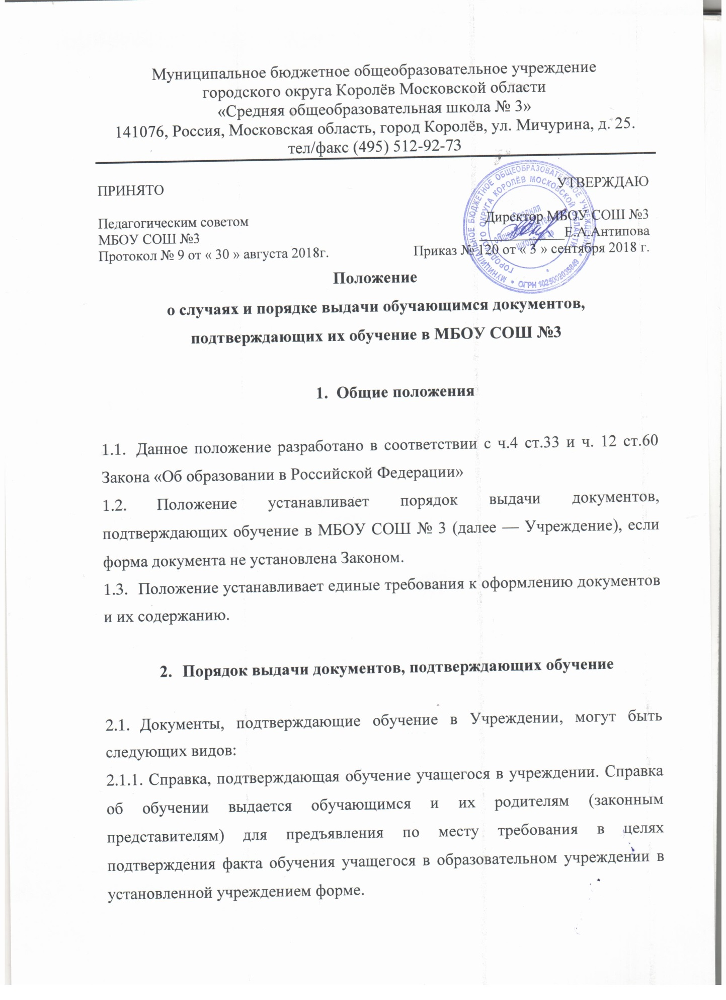 Муниципальное бюджетное общеобразовательное учреждение
городского округа Королёв Московской области
«Средняя общеобразовательная школа № 3»
141076, Россия, Московская область, город Королёв, ул. Мичурина, д. 25.
тел/факс (495) 512-92-73
ПРИНЯТО
Педагогическим советом
МБОУ СОШ №3
Протокол № 9 от « 30 » августа 2018г.
УТВЕРЖДАЮ
Директор МБОУ СОШ №3
Е.А.Антипова
Приказ № 120 от « 3 » сентября 2018 г.
МУНИЦИПАЛЬНОЕ БЮДЖЕТНОЕ ОБЩЕОБРАЗОВАТЕЛЬНОЕ УЧРЕЖДЕНИЕ * ОГРН 1025002035849 *
ГОРОДСКОГО ОКРУГА КОРОЛЁВ МОСКОВСКОЙ ОБЛАСТИ *
Положение
о случаях и порядке выдачи обучающимся документов,
подтверждающих их обучение в МБОУ СОШ №3
1. Общие положения
1.1. Данное положение разработано в соответствии с ч.4 ст.33 и ч. 12 ст.60
Закона «Об образовании в Российской Федерации»
1.2. Положение устанавливает порядок выдачи документов,
подтверждающих обучение в МБОУ СОШ № 3 (далее — Учреждение), если
форма документа не установлена Законом.
1.3. Положение устанавливает единые требования к оформлению документов
и их содержанию.
2. Порядок выдачи документов, подтверждающих обучение
2.1. Документы, подтверждающие обучение в Учреждении, могут быть
следующих видов:
2.1.1. Справка, подтверждающая обучение учащегося в учреждении. Справка
об обучении выдается обучающимся и их родителям (законным
представителям) для предъявления по месту требования в целях
подтверждения факта обучения учащегося в образовательном учреждении в
установленной учреждением форме.